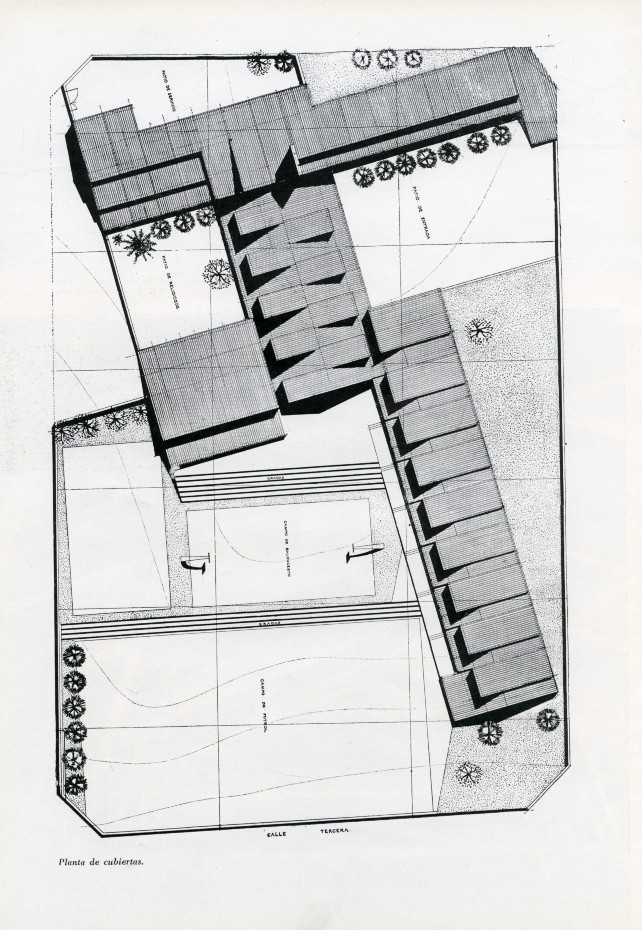 PATIO DE SERVICIO
PATIO DE ENTRADA
PATIO DE RELIGIOSOS
GRADAS
CAMPO DE BALONCESTO
GRADAS
CAMPO DE FUTBOL
CALLE TERCERA
Planta de cubiertas.